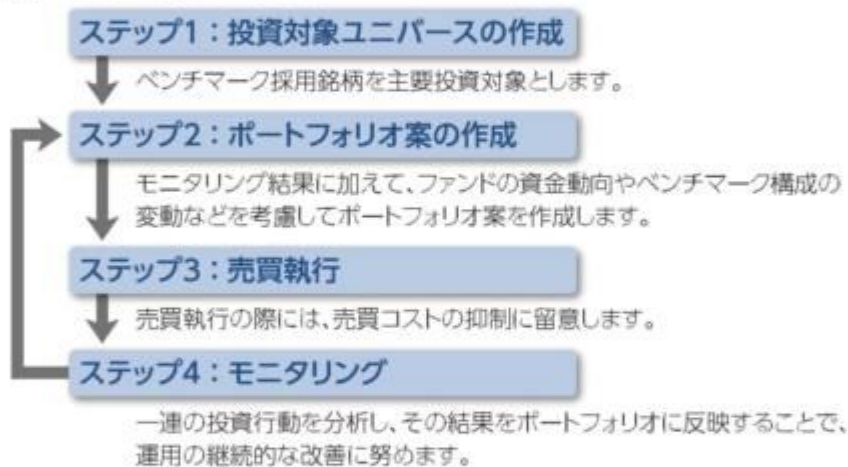 ステップ1：投資対象ユニバースの作成
ベンチマーク採用銘柄を主要投資対象とします。
ステップ2：ポートフォリオ案の作成
モニタリング結果に加えて、ファンドの資金動向やベンチマーク構成の
変動などを考慮してポートフォリオ案を作成します。
ステップ3：売買執行
売買執行の際には、売買コストの抑制に留意します。
ステップ4：モニタリング
一連の投資行動を分析し、その結果をポートフォリオに反映することで、
運用の継続的な改善に努めます。